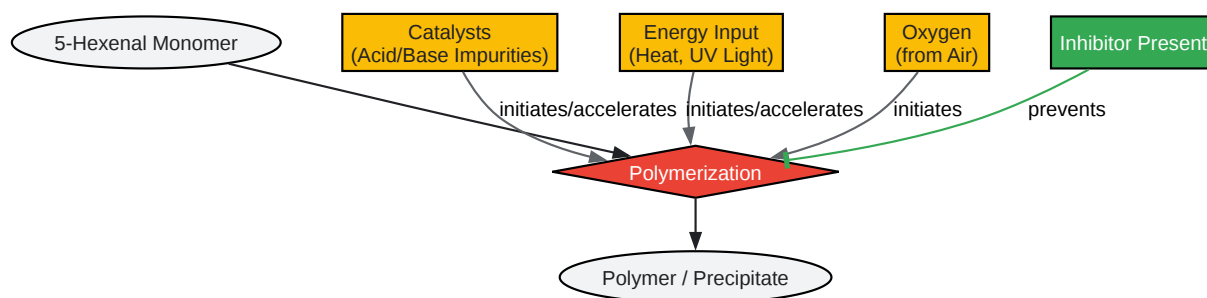 5-Hexenal Monomer
Catalysts
(Acid/Base Impurities)
Energy Input
(Heat, UV Light)
Oxygen
(from Air)
Inhibitor Present
initiates/accelerates
initiates/accelerates
initiates
prevents
Polymerization
Polymer / Precipitate